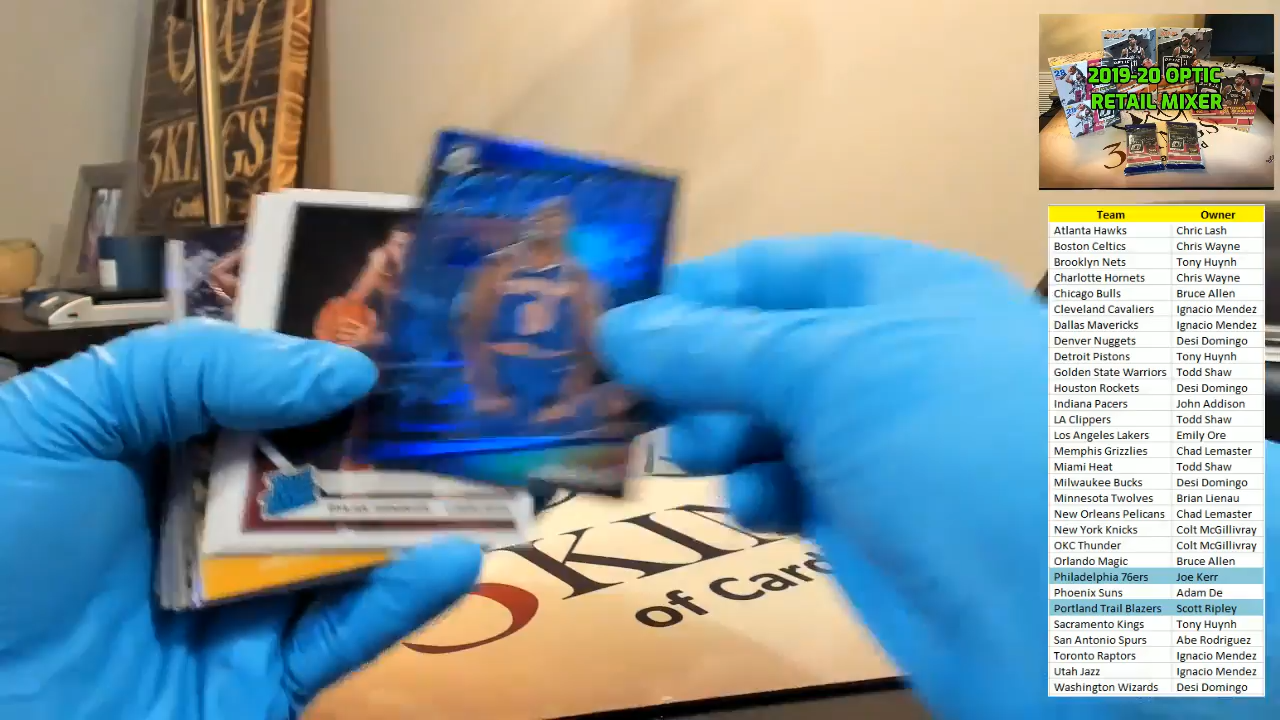 3KINGS
2019-20 OPTIC
RETAIL MIXER
3
KIN
of Car
Team Owner
Atlanta Hawks Chric Lash
Boston Celtics Chris Wayne
Brooklyn Nets Tony Huynh
Charlotte Hornets Chris Wayne
Chicago Bulls Bruce Allen
Cleveland Cavaliers Ignacio Mendez
Dallas Mavericks Ignacio Mendez
Denver Nuggets Desi Domingo
Detroit Pistons Tony Huynh
Golden State Warriors Todd Shaw
Houston Rockets Desi Domingo
Indiana Pacers John Addison
LA Clippers Todd Shaw
Los Angeles Lakers Emily Ore
Memphis Grizzlies Chad Lemaster
Miami Heat Todd Shaw
Milwaukee Bucks Desi Domingo
Minnesota Twolves Brian Lienau
New Orleans Pelicans Chad Lemaster
New York Knicks Colt McGillivray
OKC Thunder Colt McGillivray
Orlando Magic Bruce Allen
Philadelphia 76ers Joe Kerr
Phoenix Suns Adam De
Portland Trail Blazers Scott Ripley
Sacramento Kings Tony Huynh
San Antonio Spurs Abe Rodriguez
Toronto Raptors Ignacio Mendez
Utah Jazz Ignacio Mendez
Washington Wizards Desi Domingo